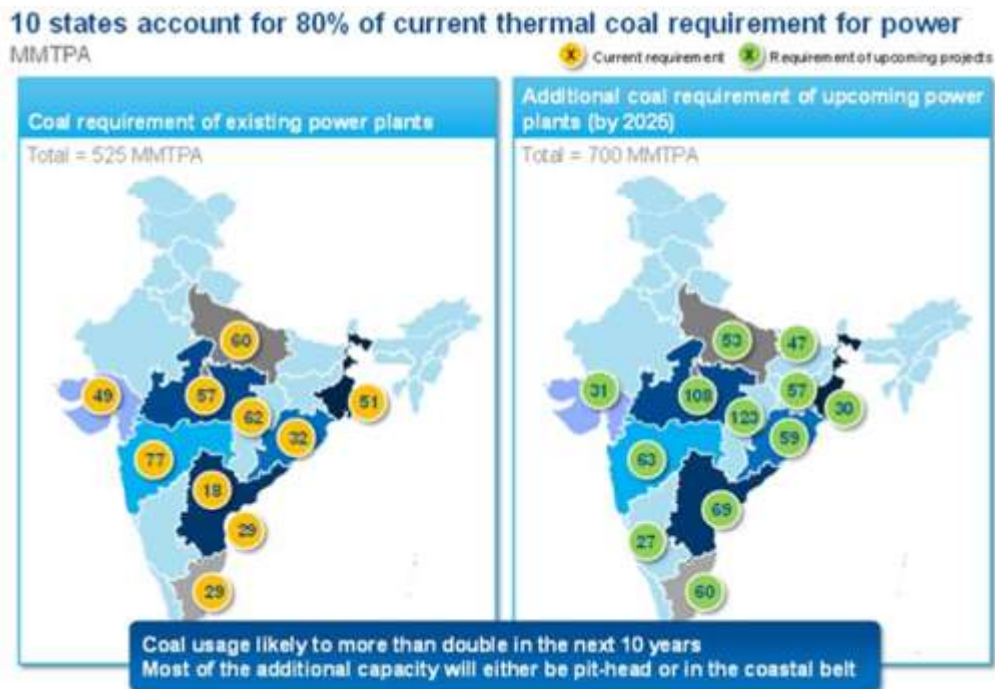 10 states account for 80% of current thermal coal requirement for power
MMTPA
X Current requirement X Requirement of upcoming projects
Coal requirement of existing power plants
Total = 525 MMTPA
60
49
57
51
62
32
77
18
29
29
Additional coal requirement of upcoming power
plants (by 2025)
Total = 700 MMTPA
53
47
31
108
57
30
123
59
63
69
27
60
Coal usage likely to more than double in the next 10 years
Most of the additional capacity will either be pit-head or in the coastal belt